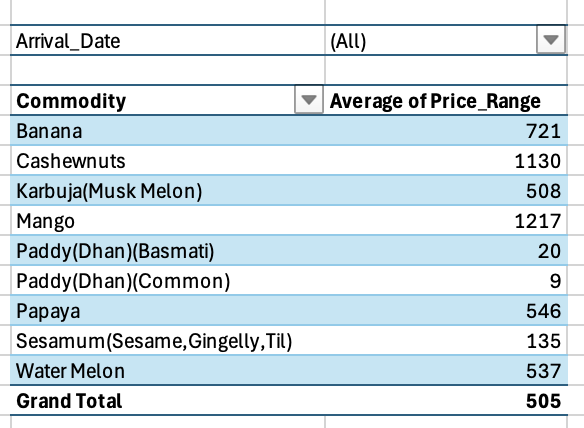 Arrival_Date (All)
Commodity Average of Price_Range
Banana 721
Cashewnuts 1130
Karbuja(Musk Melon) 508
Mango 1217
Paddy(Dhan)(Basmati) 20
Paddy(Dhan)(Common) 9
Papaya 546
Sesamum(Sesame,Gingelly,Til) 135
Water Melon 537
Grand Total 505